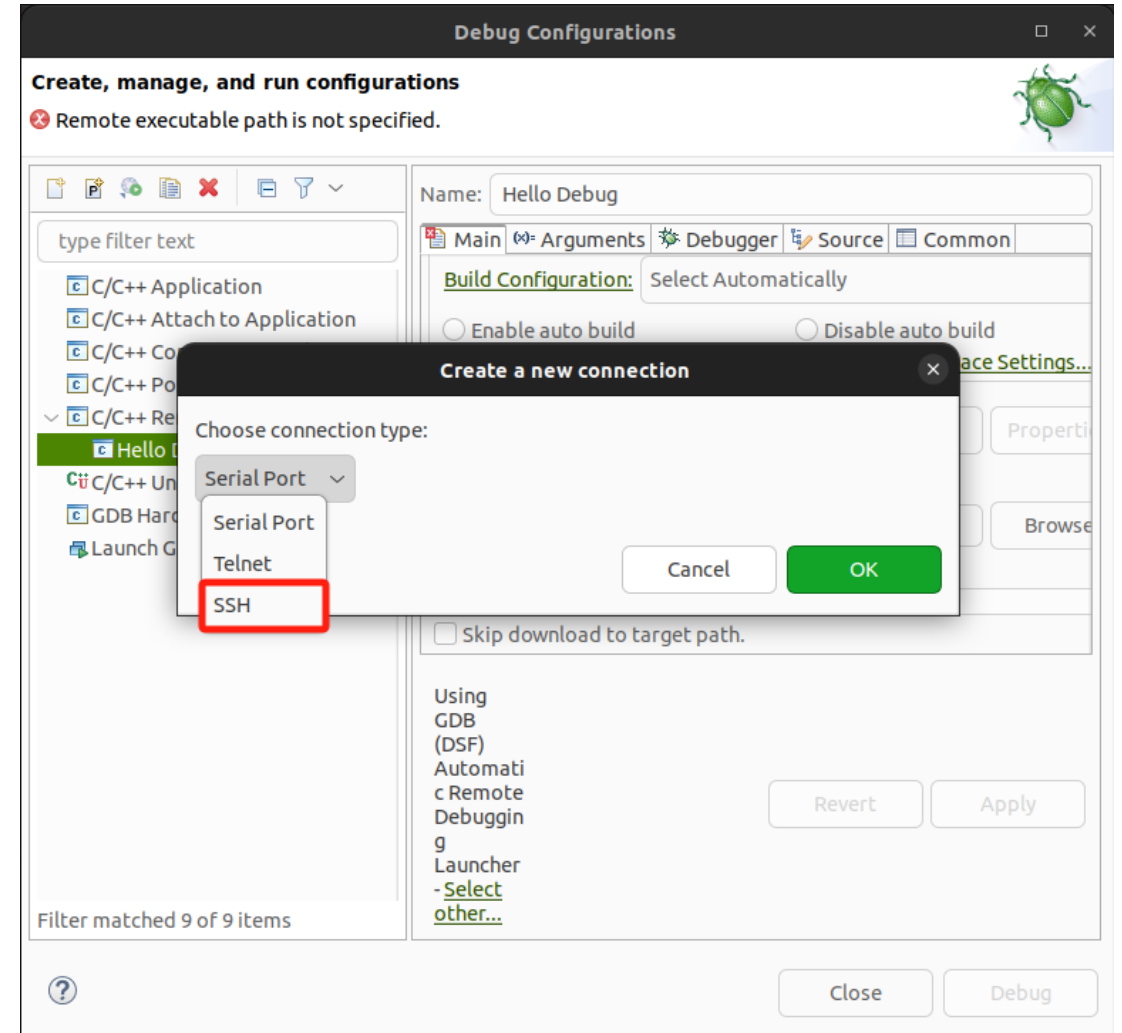 Debug Configurations
Create, manage, and run configurations
Remote executable path is not specified.
type filter text
C/C++ Application
C/C++ Attach to Application
C/C++ Co
C/C++ Po
C/C++ Re
Hello D
C/C++ Un
GDB Hard
Launch G
Filter matched 9 of 9 items
Name: Hello Debug
Main Arguments Debugger Source Common
Build Configuration: Select Automatically
Enable auto build Disable auto build
ace Settings...
Properti
Browse
Skip download to target path.
Create a new connection
Choose connection type:
Serial Port
Serial Port
Telnet
SSH
Cancel OK
Using
GDB
(DSF)
Automati
c Remote
Debuggin
g
Launcher
- Select
other...
Revert Apply
Close Debug